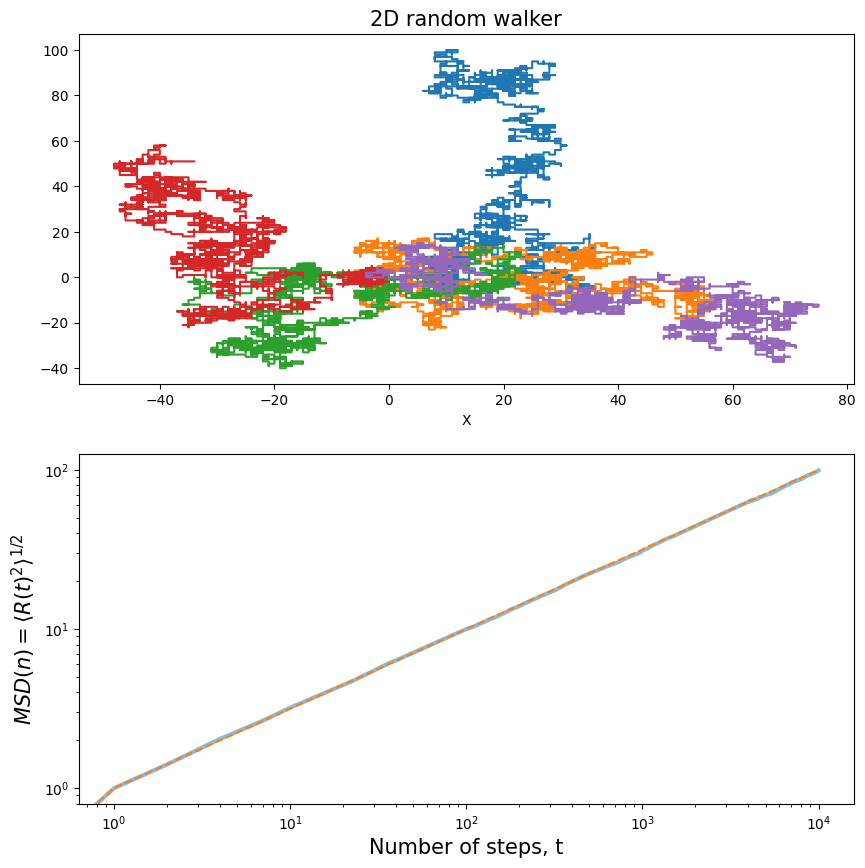 2D random walker
100
80
60
40
20
0
−20
−40
−40 −20 0 20 40 60 80
X
MSD(n) = ⟨R(t)²⟩^{1/2}
10²
10¹
10⁰
10⁰ 10¹ 10² 10³ 10⁴
Number of steps, t